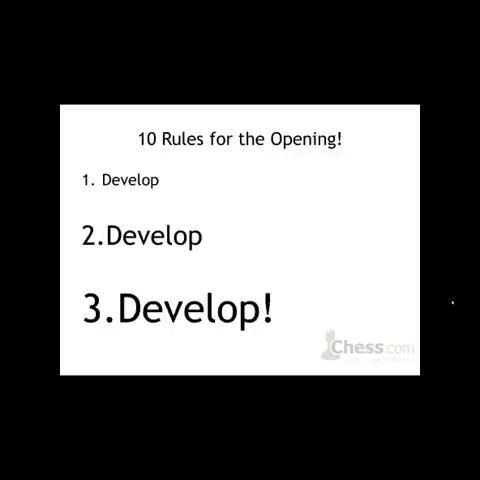 10 Rules for the Opening!
1. Develop
2.Develop
3.Develop!
Chess.com